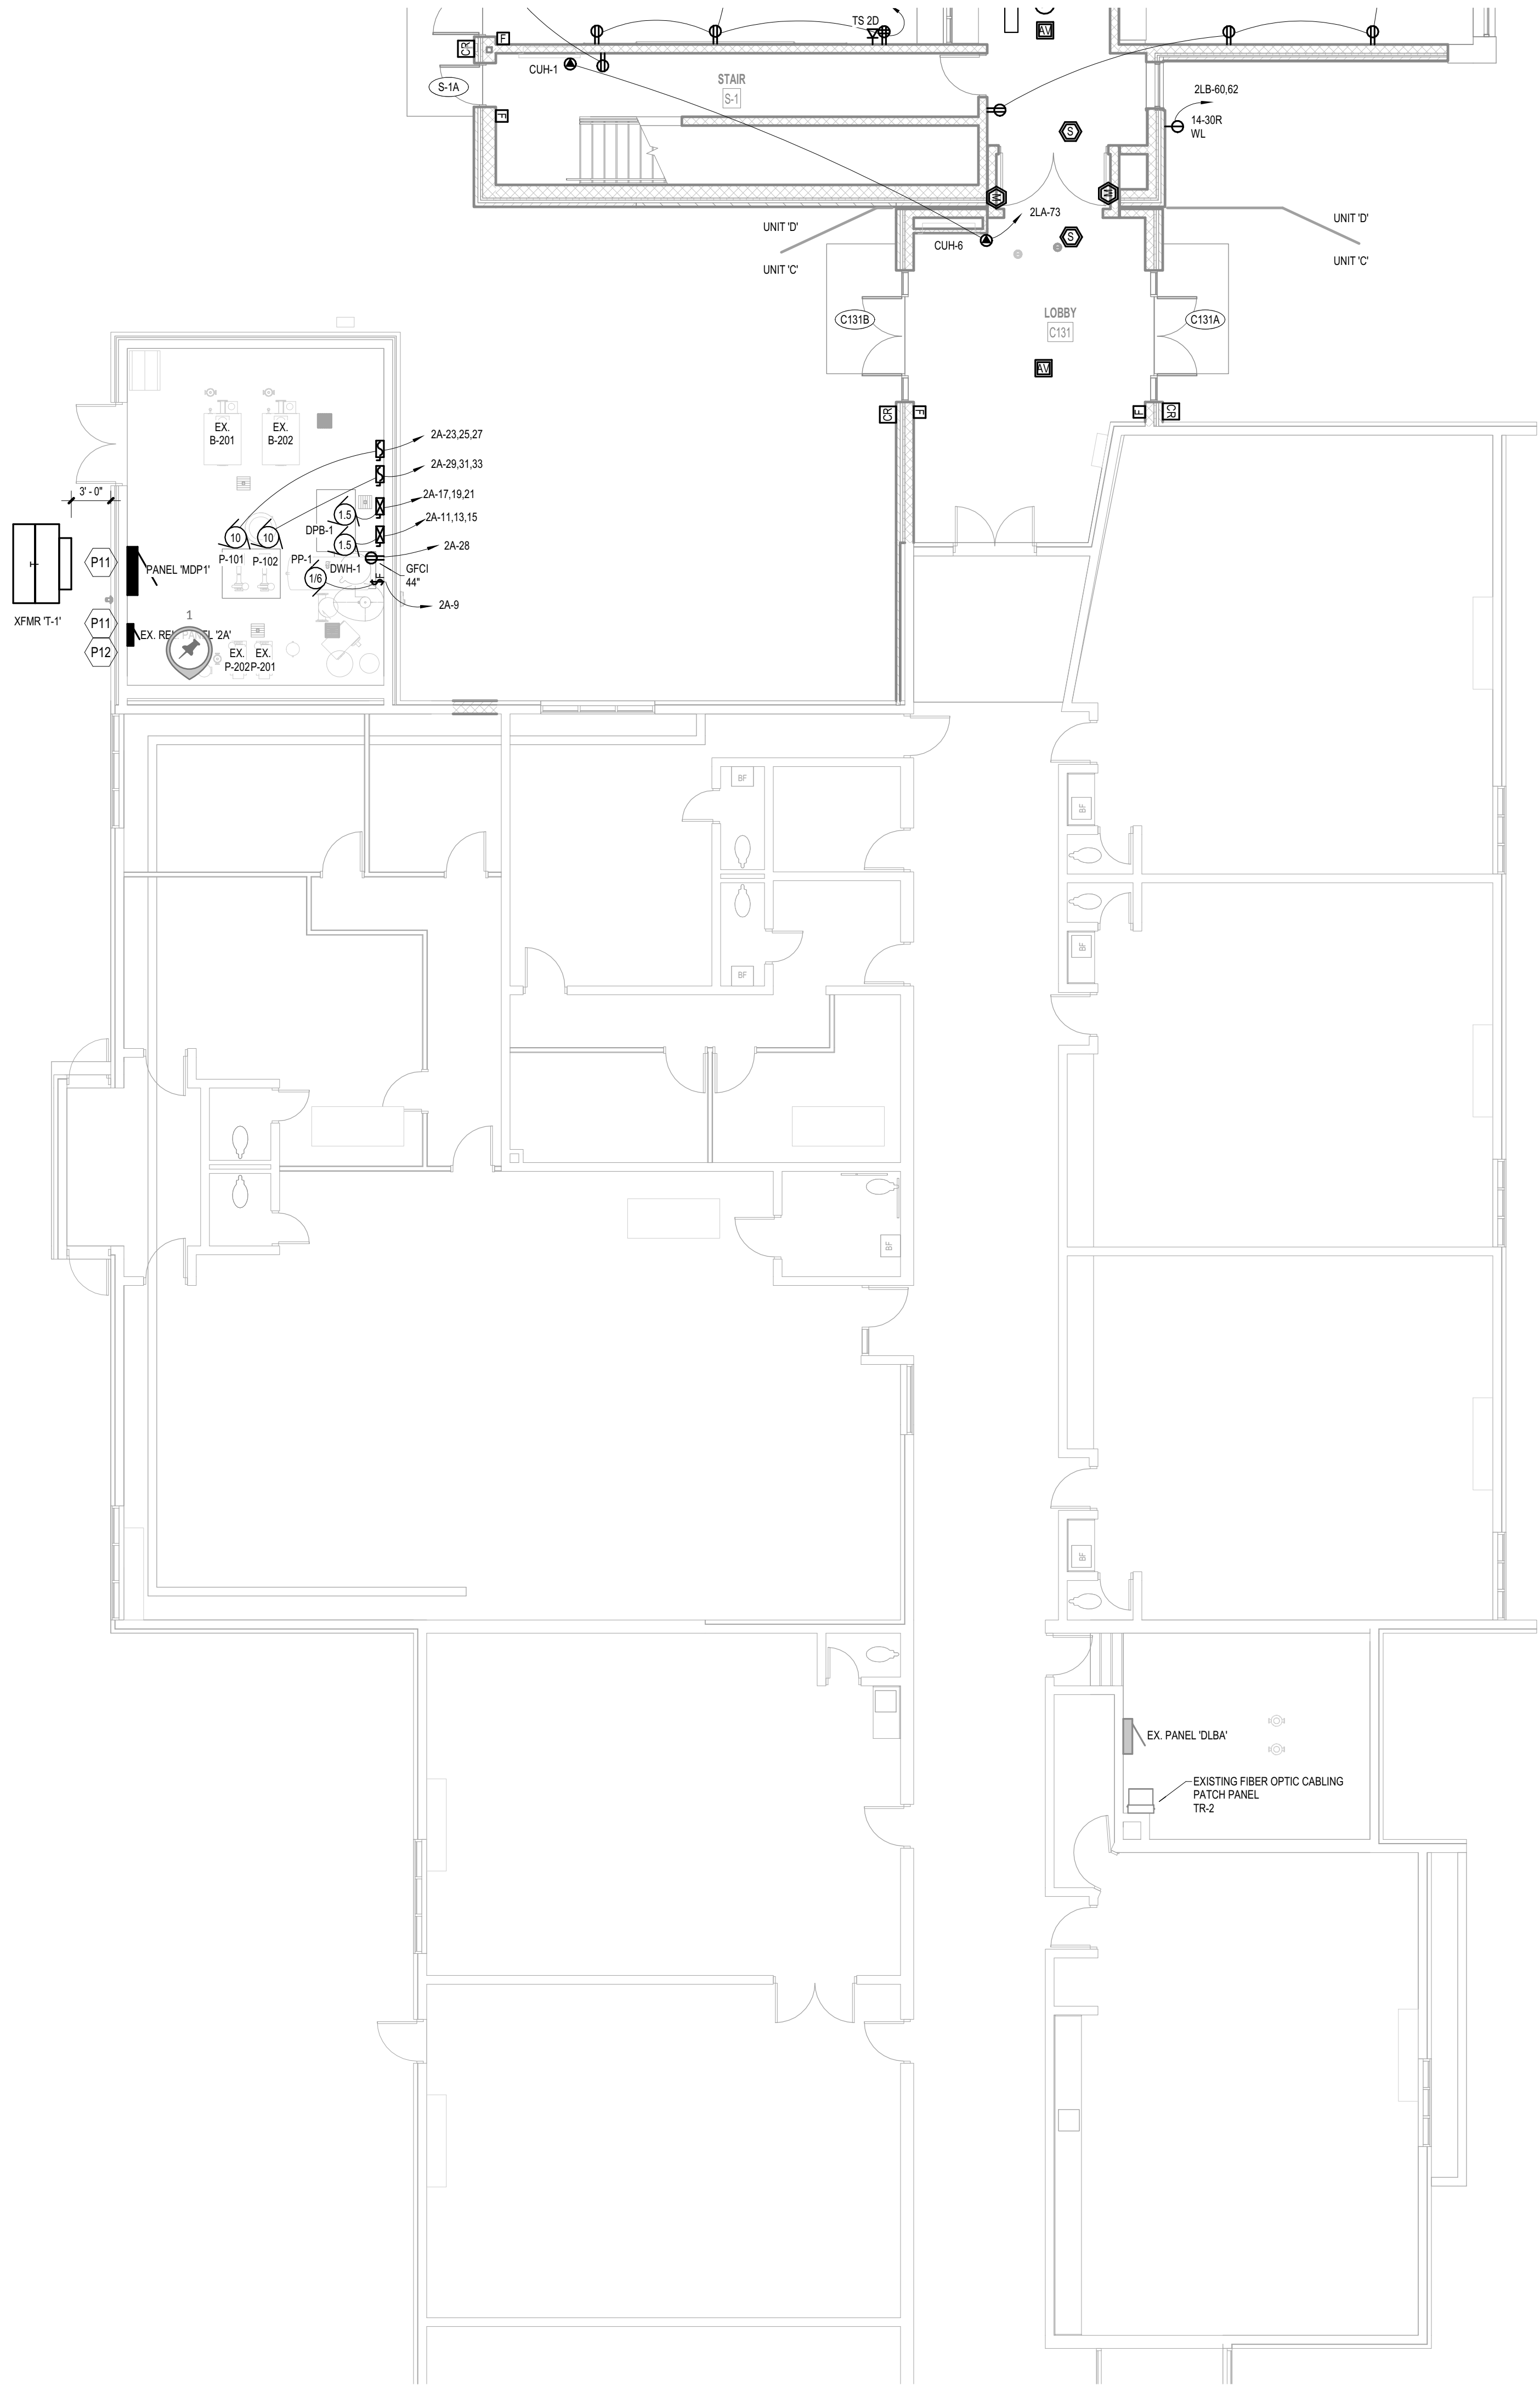 TS 2D
AV
CR
F
CUH-1
STAIR
S-1
S-1A
F
2LB-60,62
14-30R
WL
S
W
W
2LA-73
UNIT 'D'
UNIT 'C'
CUH-6
S
UNIT 'D'
UNIT 'C'
C131B
LOBBY
C131
C131A
AV
CR
F
F
CR
EX.
B-201
EX.
B-202
2A-23,25,27
2A-29,31,33
2A-17,19,21
2A-11,13,15
2A-28
GFCI
44"
2A-9
3' - 0"
10
10
1.5
1.5
1/6
DPB-1
P-101
P-102
PP-1
DWH-1
F
T
P11
PANEL 'MDP1'
XFMR 'T-1'
P11
P12
1
EX.
P-202
EX.
P-201
BF
BF
BF
BF
BF
BF
EX. PANEL 'DLBA'
EXISTING FIBER OPTIC CABLING
PATCH PANEL
TR-2